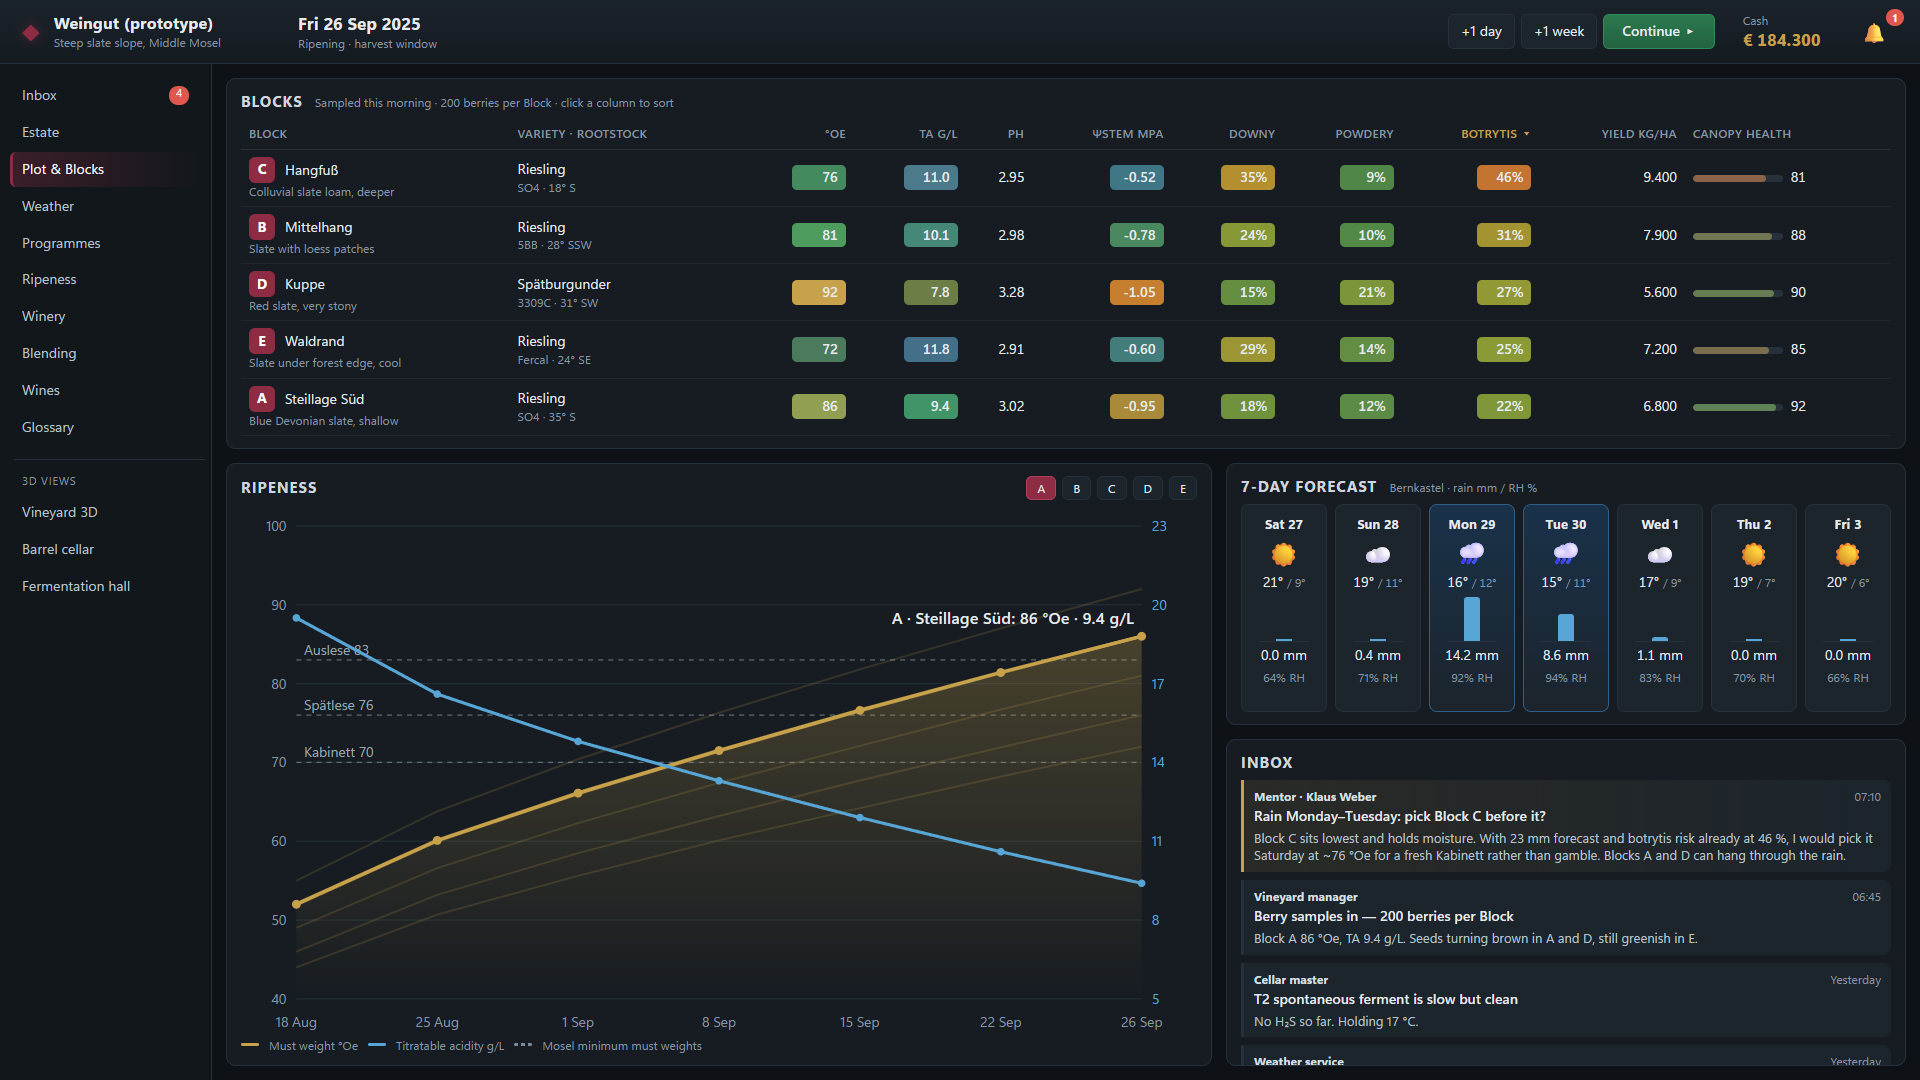 Weingut (prototype)
Steep slate slope, Middle Mosel
Fri 26 Sep 2025
Ripening · harvest window
+1 day
+1 week
Continue ▸
Cash
€ 184.300
1
Inbox
4
Estate
Plot & Blocks
Weather
Programmes
Ripeness
Winery
Blending
Wines
Glossary
3D VIEWS
Vineyard 3D
Barrel cellar
Fermentation hall
BLOCKS Sampled this morning · 200 berries per Block · click a column to sort
BLOCK VARIETY · ROOTSTOCK °OE TA G/L PH ΨSTEM MPA DOWNY POWDERY BOTRYTIS ▾ YIELD KG/HA CANOPY HEALTH
C Hangfuß Riesling 76 11.0 2.95 -0.52 35% 9% 46% 9.400 81
Colluvial slate loam, deeper SO4 · 18° S
B Mittelhang Riesling 81 10.1 2.98 -0.78 24% 10% 31% 7.900 88
Slate with loess patches 5BB · 28° SSW
D Kuppe Spätburgunder 92 7.8 3.28 -1.05 15% 21% 27% 5.600 90
Red slate, very stony 3309C · 31° SW
E Waldrand Riesling 72 11.8 2.91 -0.60 29% 14% 25% 7.200 85
Slate under forest edge, cool Fercal · 24° SE
A Steillage Süd Riesling 86 9.4 3.02 -0.95 18% 12% 22% 6.800 92
Blue Devonian slate, shallow SO4 · 35° S
RIPENESS
A B C D E
100 23
90 20
A · Steillage Süd: 86 °Oe · 9.4 g/L
Auslese 83
80 17
Spätlese 76
Kabinett 70
70 14
60 11
50 8
40 5
18 Aug 25 Aug 1 Sep 8 Sep 15 Sep 22 Sep 26 Sep
Must weight °Oe Titratable acidity g/L Mosel minimum must weights
7-DAY FORECAST Bernkastel · rain mm / RH %
Sat 27 Sun 28 Mon 29 Tue 30 Wed 1 Thu 2 Fri 3
21° / 9° 19° / 11° 16° / 12° 15° / 11° 17° / 9° 19° / 7° 20° / 6°
0.0 mm 0.4 mm 14.2 mm 8.6 mm 1.1 mm 0.0 mm 0.0 mm
64% RH 71% RH 92% RH 94% RH 83% RH 70% RH 66% RH
INBOX
Mentor · Klaus Weber 07:10
Rain Monday–Tuesday: pick Block C before it?
Block C sits lowest and holds moisture. With 23 mm forecast and botrytis risk already at 46 %, I would pick it
Saturday at ~76 °Oe for a fresh Kabinett rather than gamble. Blocks A and D can hang through the rain.
Vineyard manager 06:45
Berry samples in — 200 berries per Block
Block A 86 °Oe, TA 9.4 g/L. Seeds turning brown in A and D, still greenish in E.
Cellar master Yesterday
T2 spontaneous ferment is slow but clean
No H₂S so far. Holding 17 °C.
Weather service Yesterday